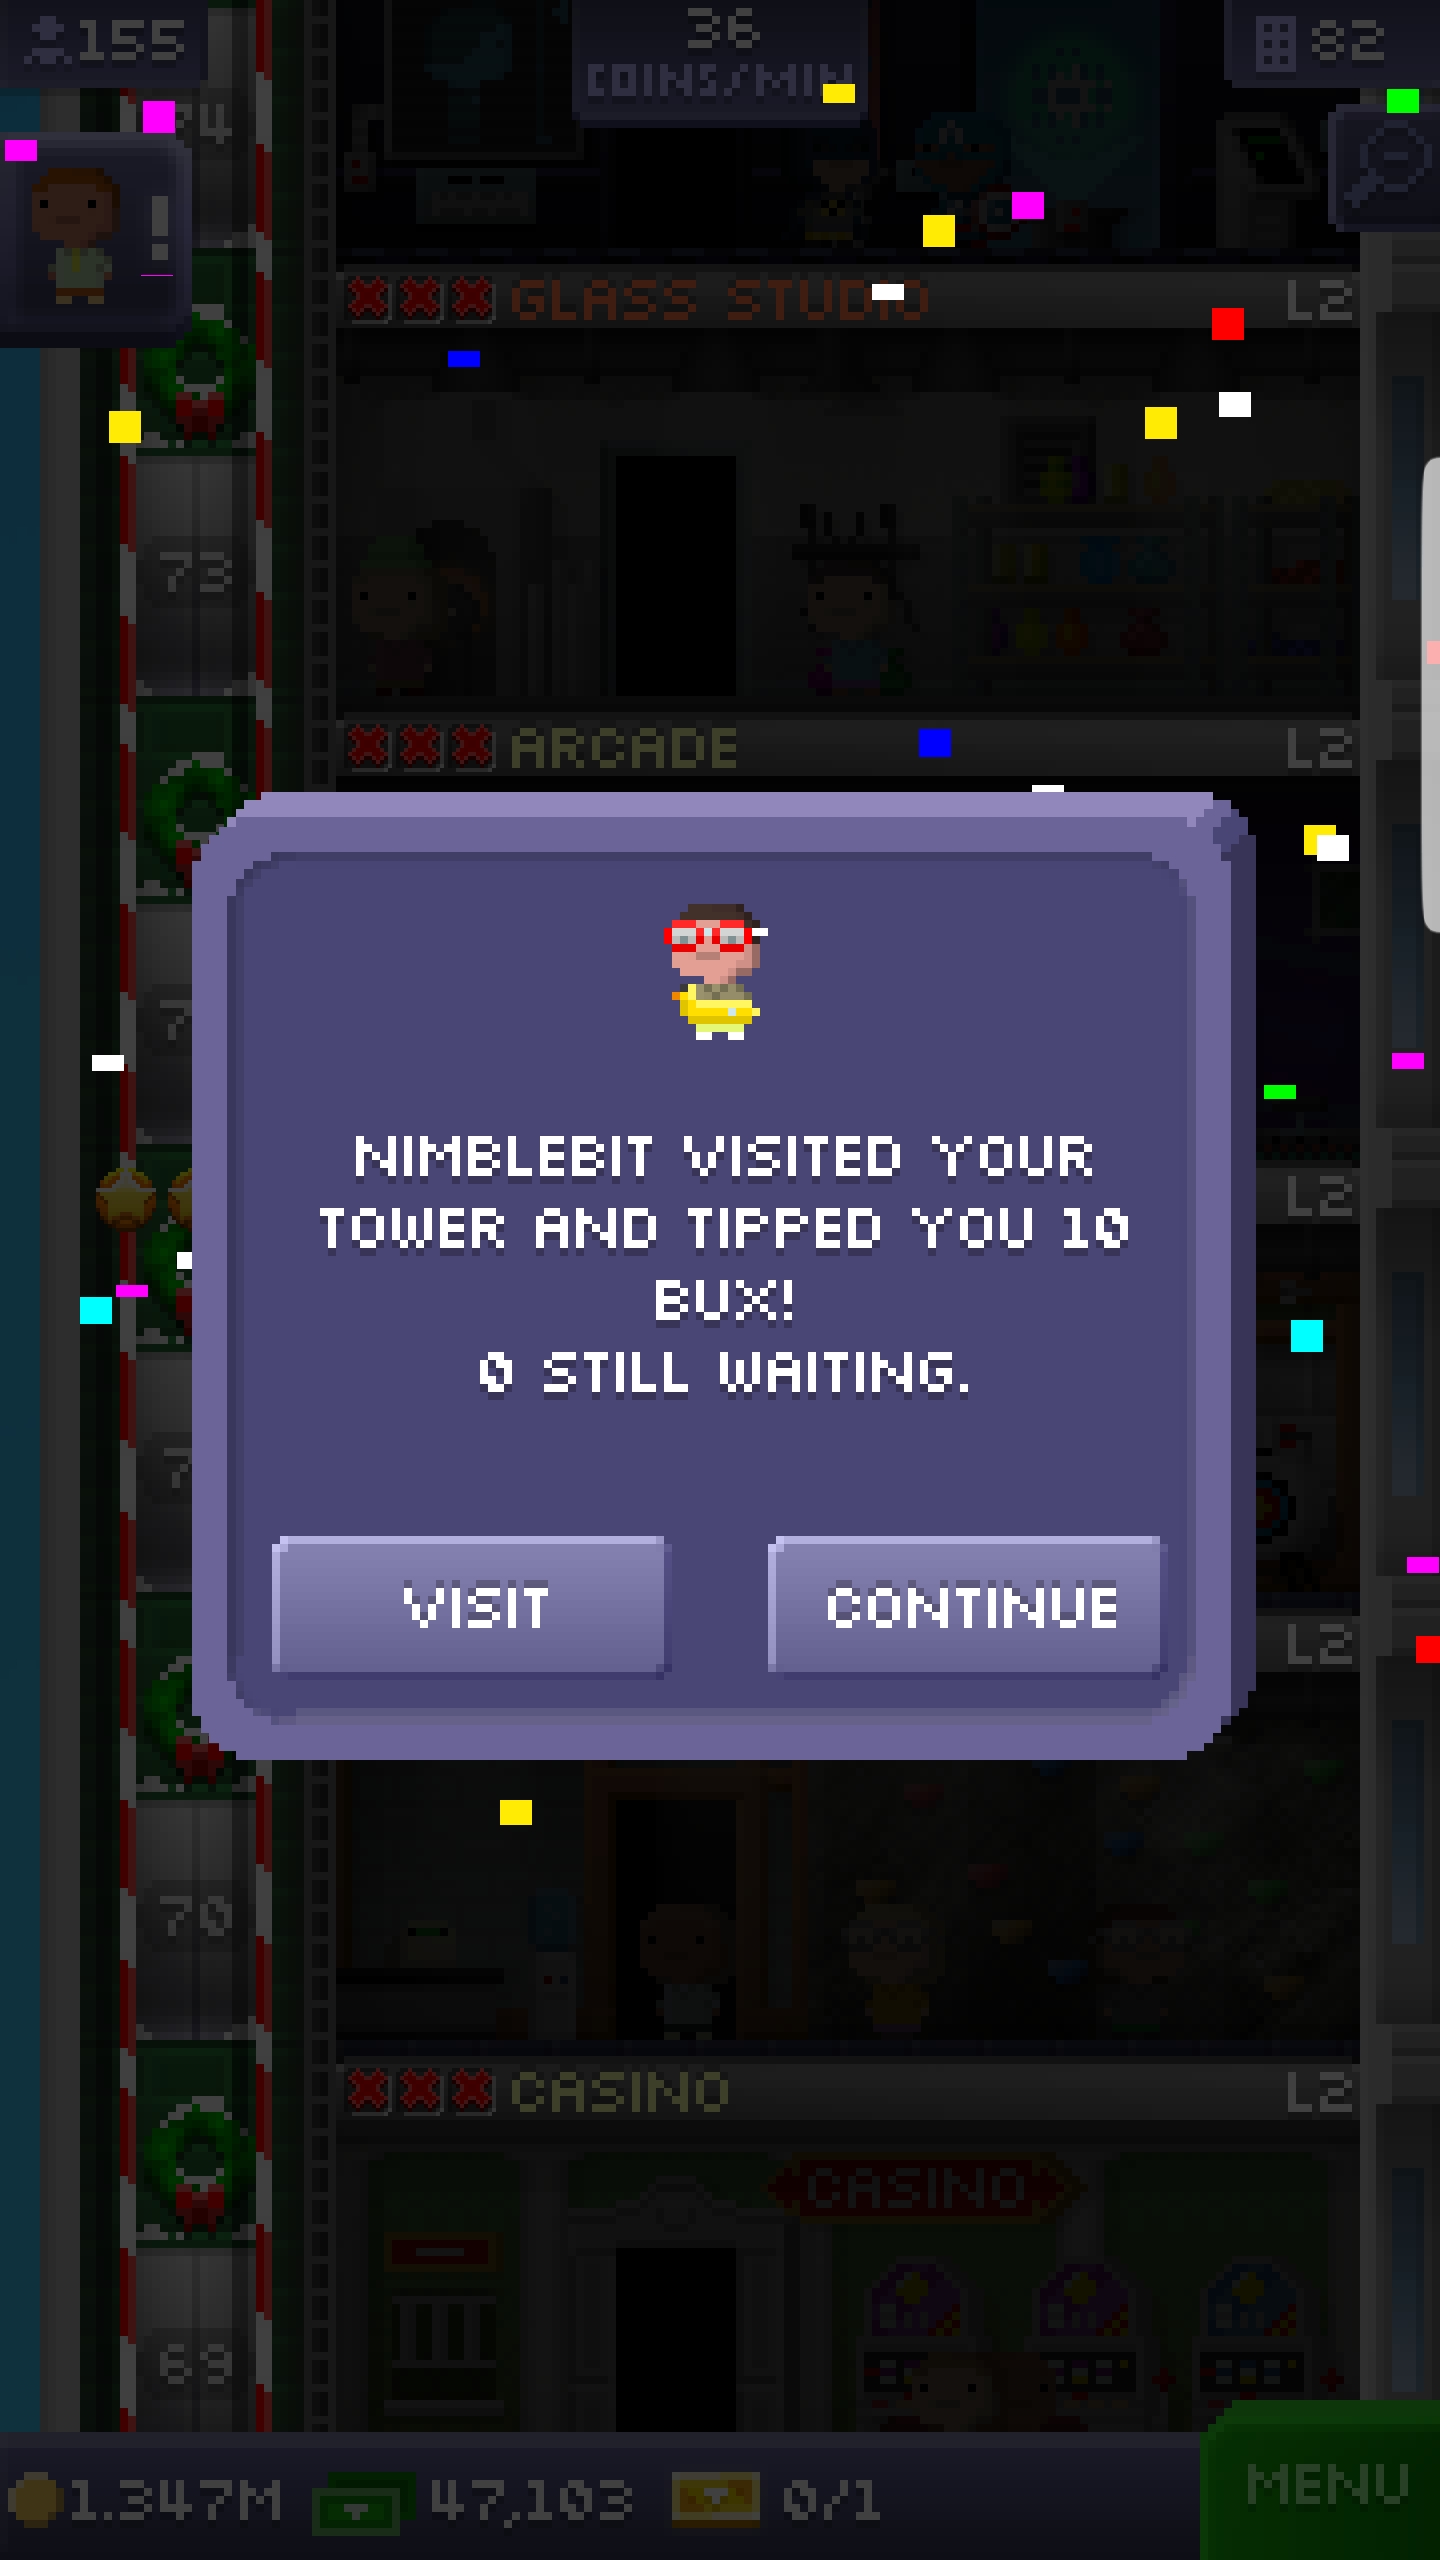 155
36
COINS/MIN
82
GLASS STUDIO L2
73
ARCADE L2
NIMBLEBIT VISITED YOUR
TOWER AND TIPPED YOU 10
BUX!
0 STILL WAITING.
L2
VISIT
CONTINUE
L2
70
CASINO L2
CASINO
69
1.347M
47,103
0/1
MENU